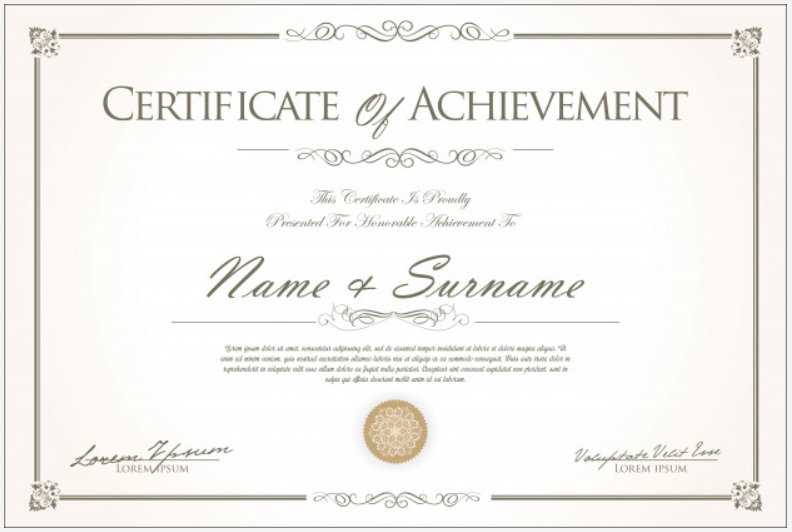 CERTIFICATE Of ACHIEVEMENT
This Certificate Is Proudly
Presented For Honorable Achievement To
Name & Surname
Lorem ipsum dolor sit amet, consectetur adipisicing elit, sed do eiusmod tempor incididunt ut labore et dolore magna aliqua. Ut
enim ad minim veniam, quis nostrud exercitation ullamco laboris nisi ut aliquip ex ea commodo consequat. Duis aute irure dolor in
reprehenderit in voluptate velit esse cillum dolore eu fugiat nulla pariatur. Excepteur sint occaecat cupidatat non proident, sunt in
culpa qui officia deserunt mollit anim id est laborum.
Lorem Ipsum
LOREM IPSUM
Voluptate Velit Esse
LOREM IPSUM